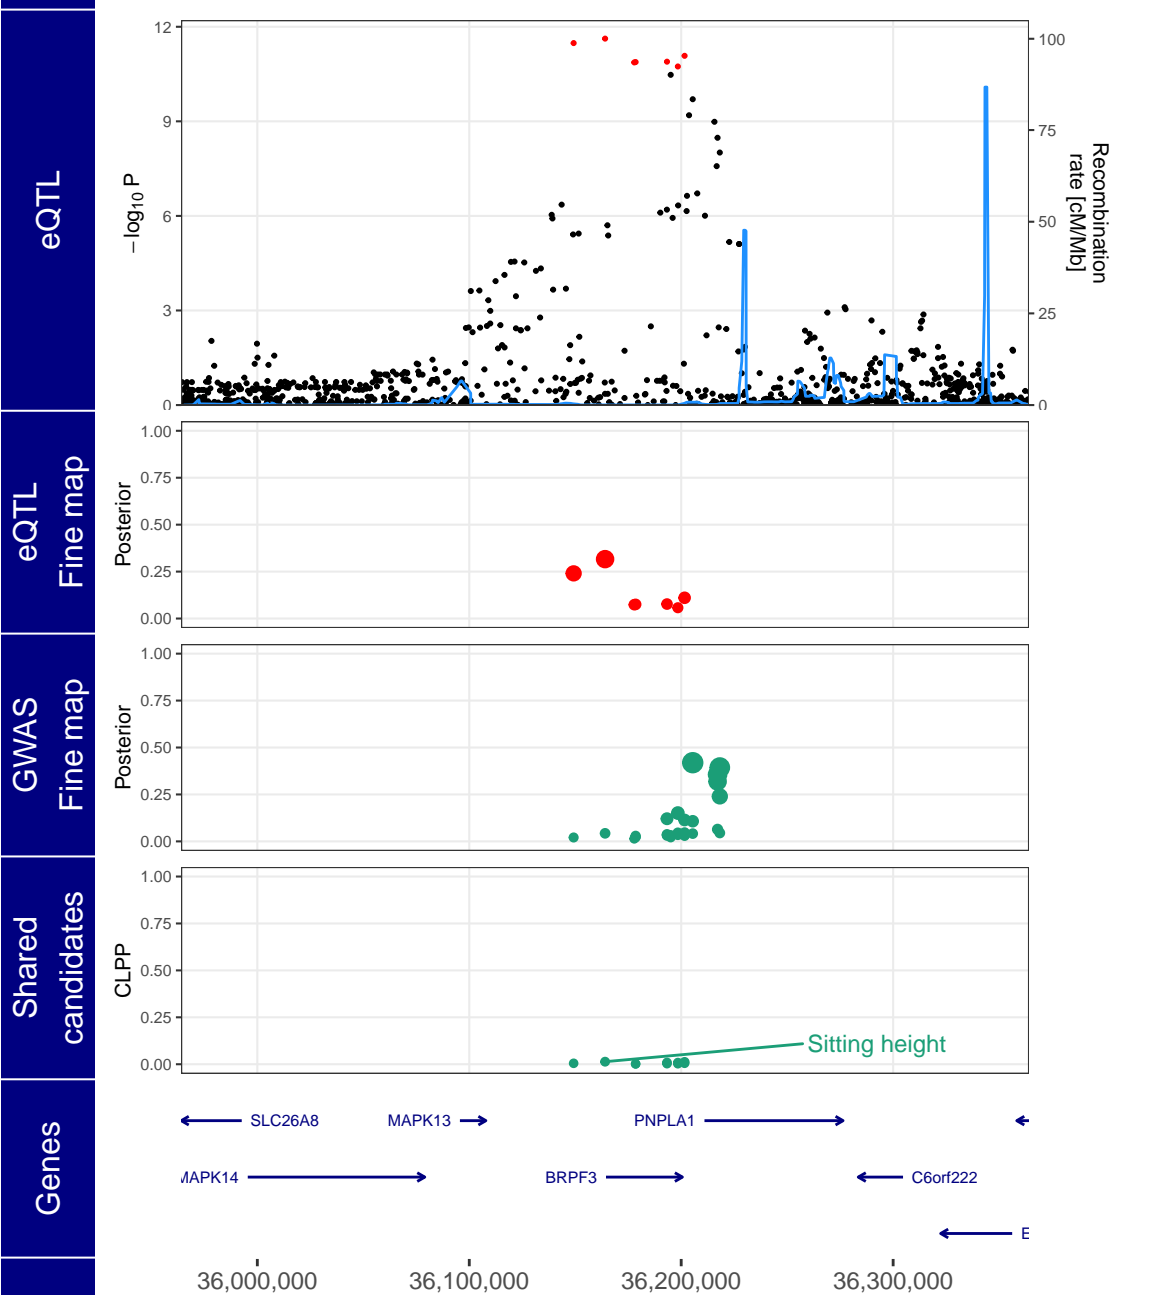 eQTL
−log10 P
12
9
6
3
0
100
75
50
25
0
Recombination
rate [cM/Mb]
eQTL
Fine map
Posterior
1.00
0.75
0.50
0.25
0.00
GWAS
Fine map
Posterior
1.00
0.75
0.50
0.25
0.00
Shared
candidates
CLPP
1.00
0.75
0.50
0.25
0.00
Sitting height
Genes
SLC26A8
MAPK13
PNPLA1
MAPK14
BRPF3
C6orf222
E
36,000,000
36,100,000
36,200,000
36,300,000